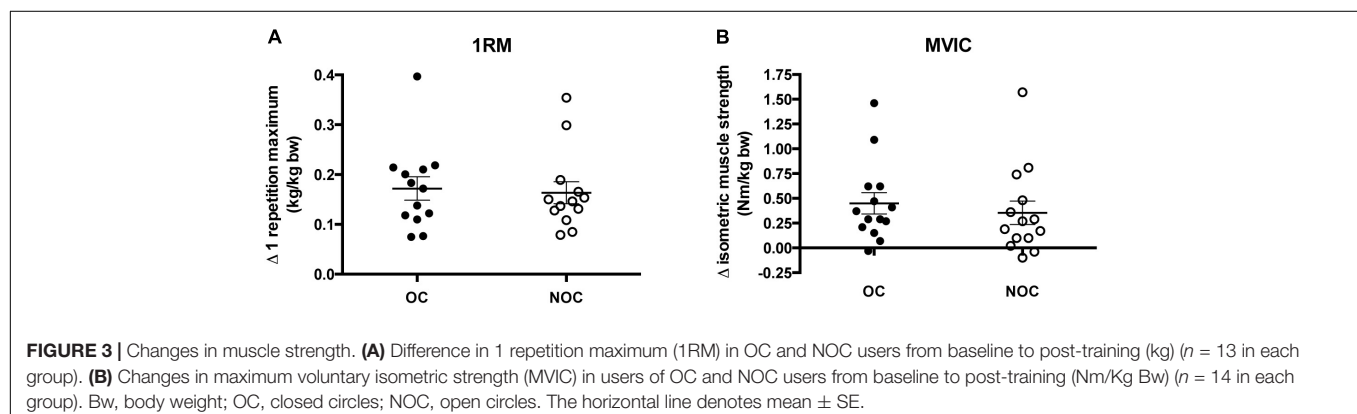 A
1RM
Δ 1 repetition maximum
(kg/kg bw)
0.4
0.3
0.2
0.1
0.0
OC
NOC
B
MVIC
Δ isometric muscle strength
(Nm/kg bw)
1.75
1.50
1.25
1.00
0.75
0.50
0.25
0.00
-0.25
OC
NOC
FIGURE 3 | Changes in muscle strength. (A) Difference in 1 repetition maximum (1RM) in OC and NOC users from baseline to post-training (kg) (n = 13 in each
group). (B) Changes in maximum voluntary isometric strength (MVIC) in users of OC and NOC users from baseline to post-training (Nm/Kg Bw) (n = 14 in each
group). Bw, body weight; OC, closed circles; NOC, open circles. The horizontal line denotes mean ± SE.